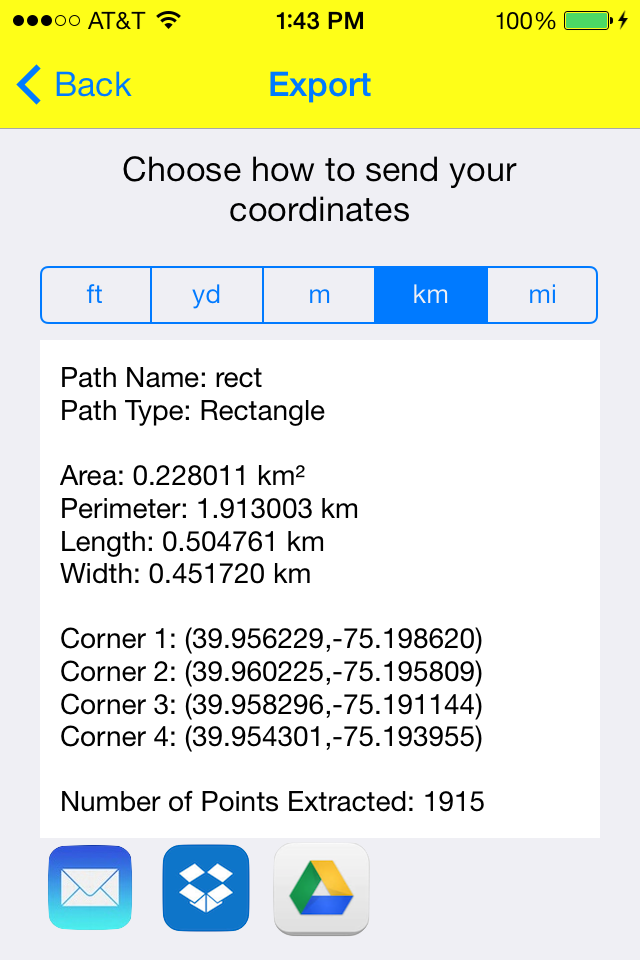 AT&T 1:43 PM 100%
Back Export
Choose how to send your
coordinates
ft yd m km mi
Path Name: rect
Path Type: Rectangle
Area: 0.228011 km²
Perimeter: 1.913003 km
Length: 0.504761 km
Width: 0.451720 km
Corner 1: (39.956229,-75.198620)
Corner 2: (39.960225,-75.195809)
Corner 3: (39.958296,-75.191144)
Corner 4: (39.954301,-75.193955)
Number of Points Extracted: 1915